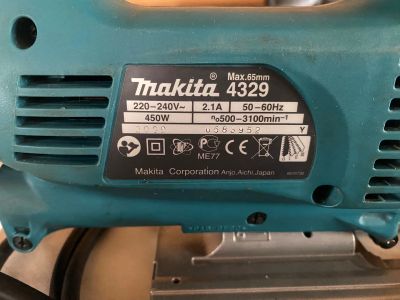 makita® Max.65mm 4329
220-240V~ 2.1A 50-60Hz
450W n₀500-3100min⁻¹
0585952 Y
ME77
Makita Corporation Anjo,Aichi,Japan